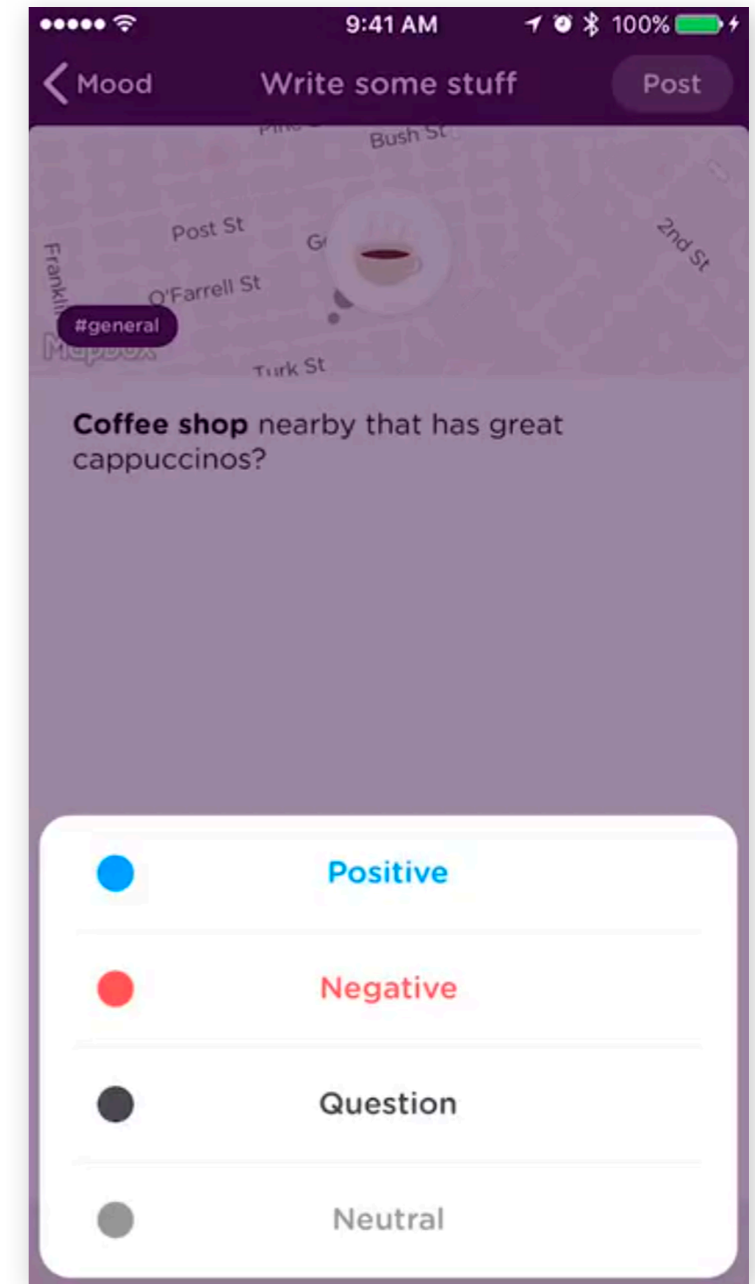 9:41 AM
100%
Mood
Write some stuff
Post
Bush St
Post St
2nd St
O'Farrell St
#general
Mapbox
Turk St
Coffee shop nearby that has great
cappuccinos?
Positive
Negative
Question
Neutral